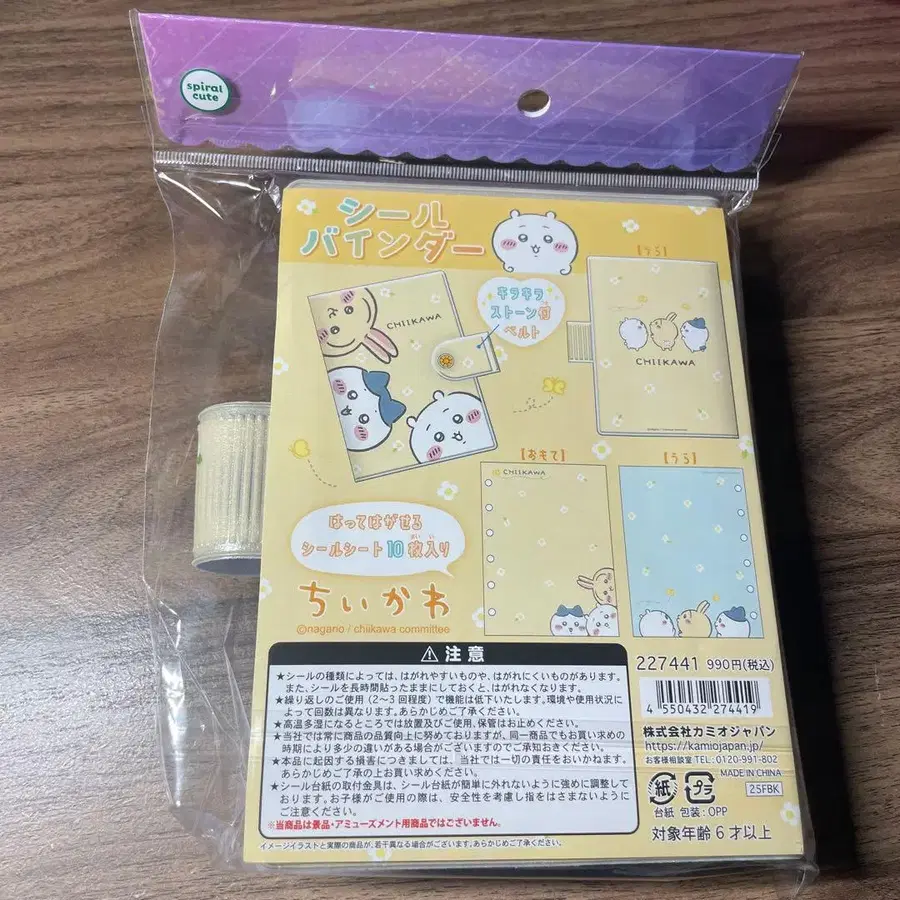 spiral
cute
シール
バインダー
キラキラ
ストーン付
ベルト
CHIIKAWA
【うら】
CHIIKAWA
【おもて】
【うら】
CHIIKAWA
はってはがせる
シールシート10枚入り
ちいかわ
©nagano / chiikawa committee
⚠注意
★シールの種類によっては、はがれやすいものや、はがれにくいものがあります。
また、シールを長時間貼ったままにしておくと、はがれなくなります。
★繰り返しのご使用(2〜3回程度)で機能は低下いたします。環境や使用状況に
よって回数は異なります。あらかじめご了承ください。
★高温多湿になるところでは放置及びご使用、保管はお止めください。
★当社では常に商品の品質向上に努めておりますが、同一商品でもお買い求め
の時期により多少の違いがある場合がございますのでご承知おきください。
★本品に起因する損害につきましては、当社では一切の責任をおいかねます。
あらかじめご了承の上お買い求めください。
★シール台紙の取付金具は、シール台紙が簡単に外れないように強めに調整して
おります。お子様がご使用の際は、安全性を考慮し指をはさまないように
ご注意ください。
※当商品は景品・アミューズメント用商品ではございません。
イメージイラストと実際の商品が、若干異なる場合がございます。あらかじめご了承ください。
227441 990円(税込)
4 550432 274419
株式会社カミオジャパン
https://kamiojapan.jp/
お客様相談室 TEL:0120-991-802
MADE IN CHINA
25FBK
紙 プラ
台紙 包装:OPP
対象年齢6才以上